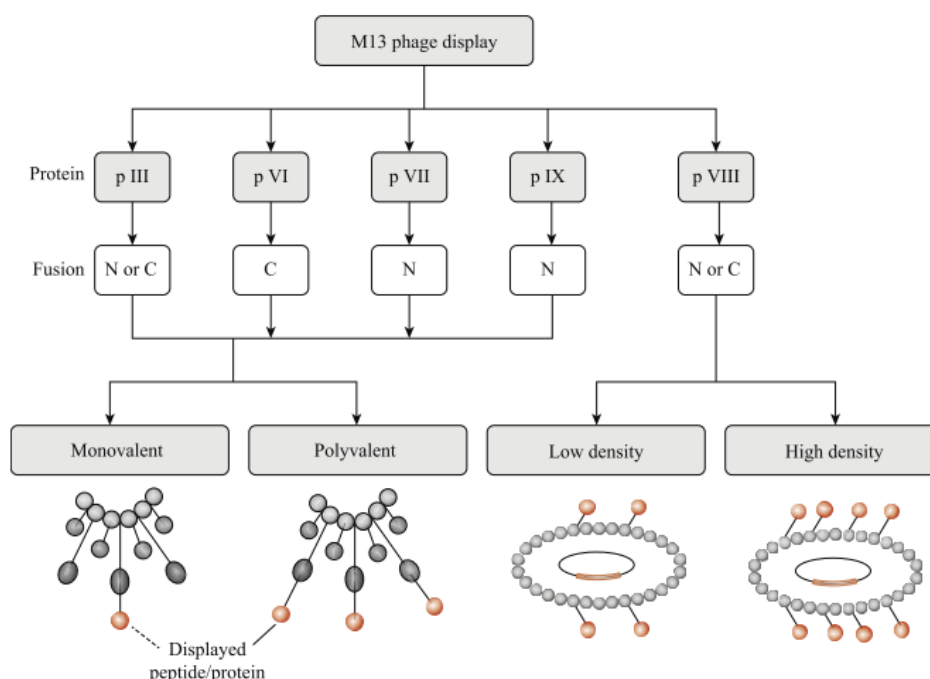 M13 phage display
Protein
p III
p VI
p VII
p IX
p VIII
Fusion
N or C
C
N
N
N or C
Monovalent
Polyvalent
Low density
High density
Displayed
peptide/protein